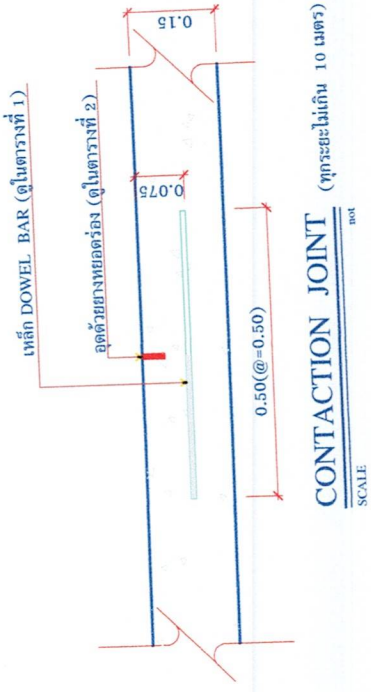 เหล็ก DOWEL BAR (ดูในตารางที่ 1)
อุดด้วยยางหยอดร่อง (ดูในตารางที่ 2)
0.15
0.075
0.50(@=0.50)
CONTACTION JOINT (ทุกระยะไม่เกิน 10 เมตร)
SCALE not